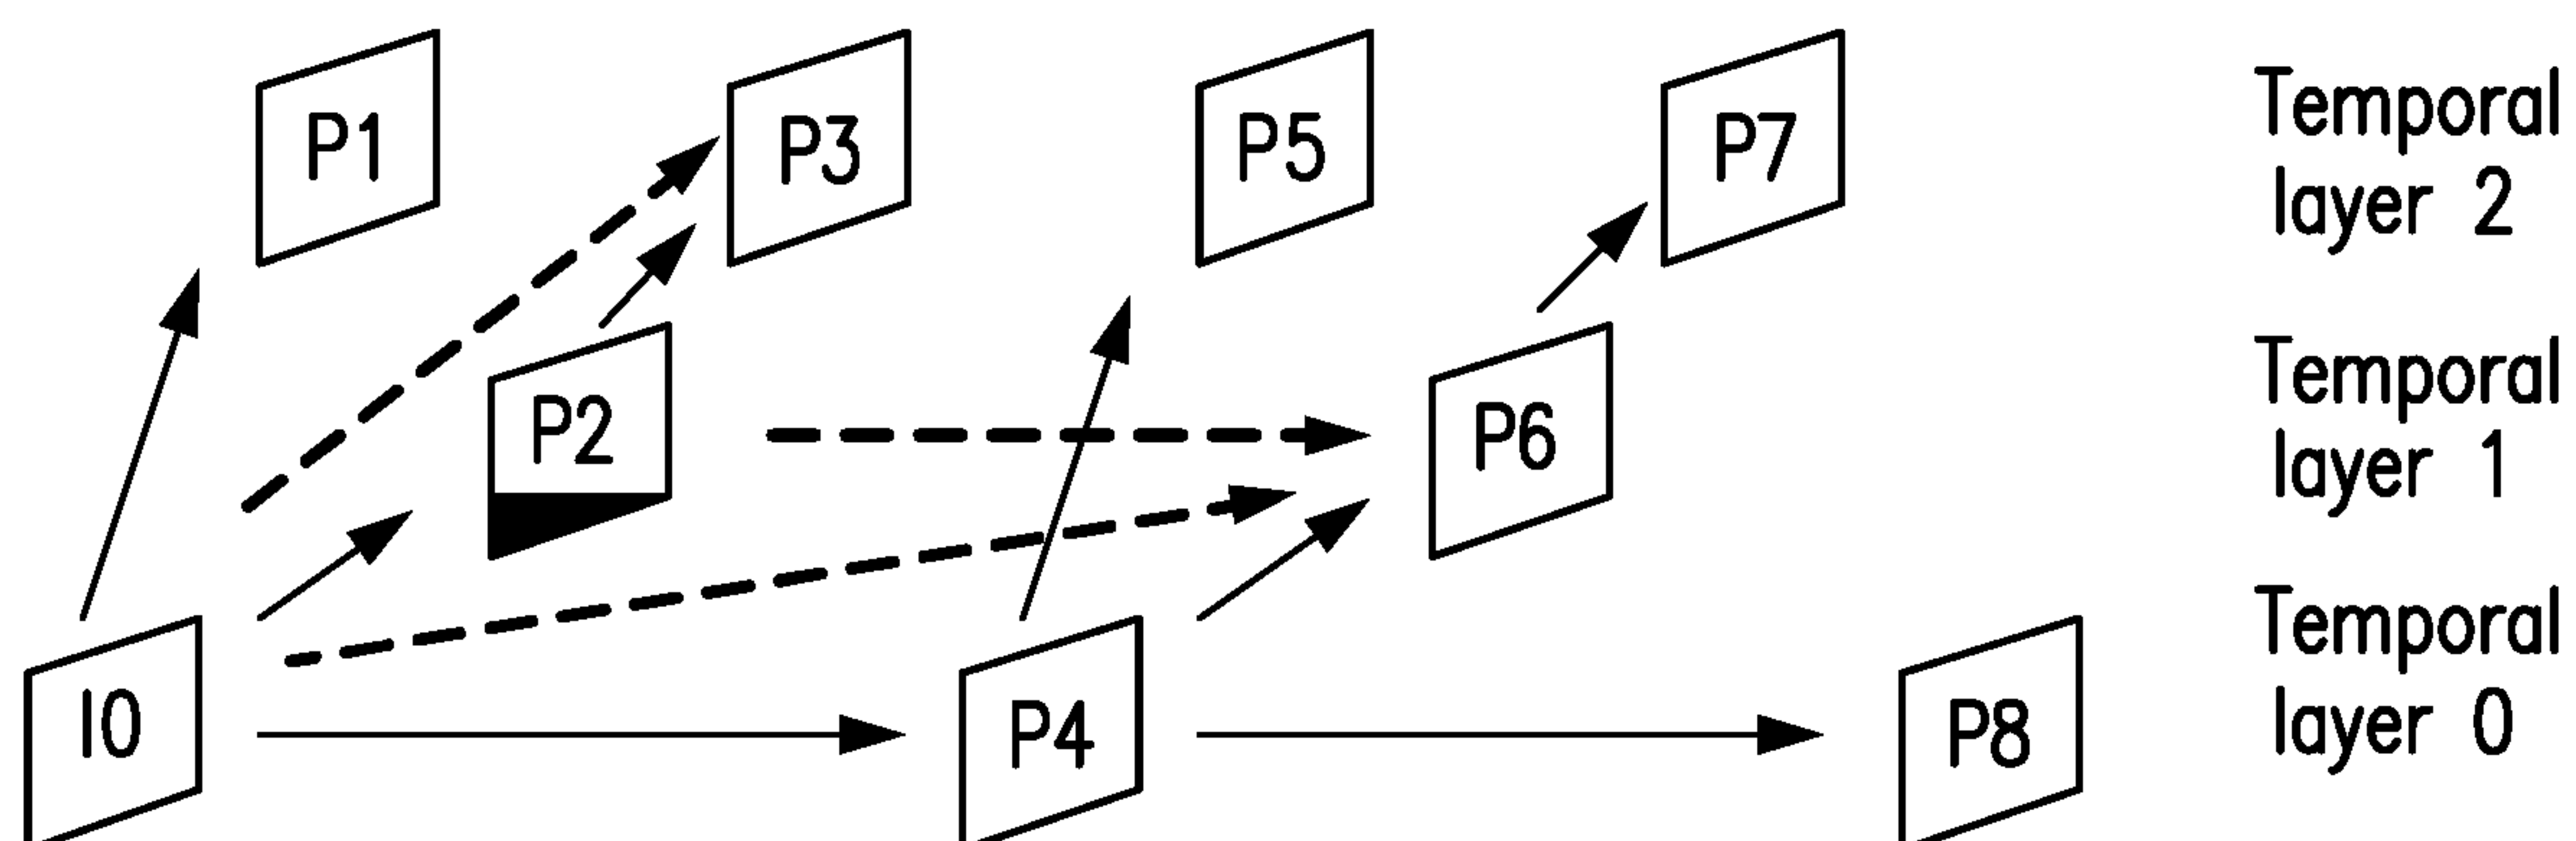 P1
P3
P5
P7
Temporal
layer 2
P2
P6
Temporal
layer 1
I0
P4
P8
Temporal
layer 0